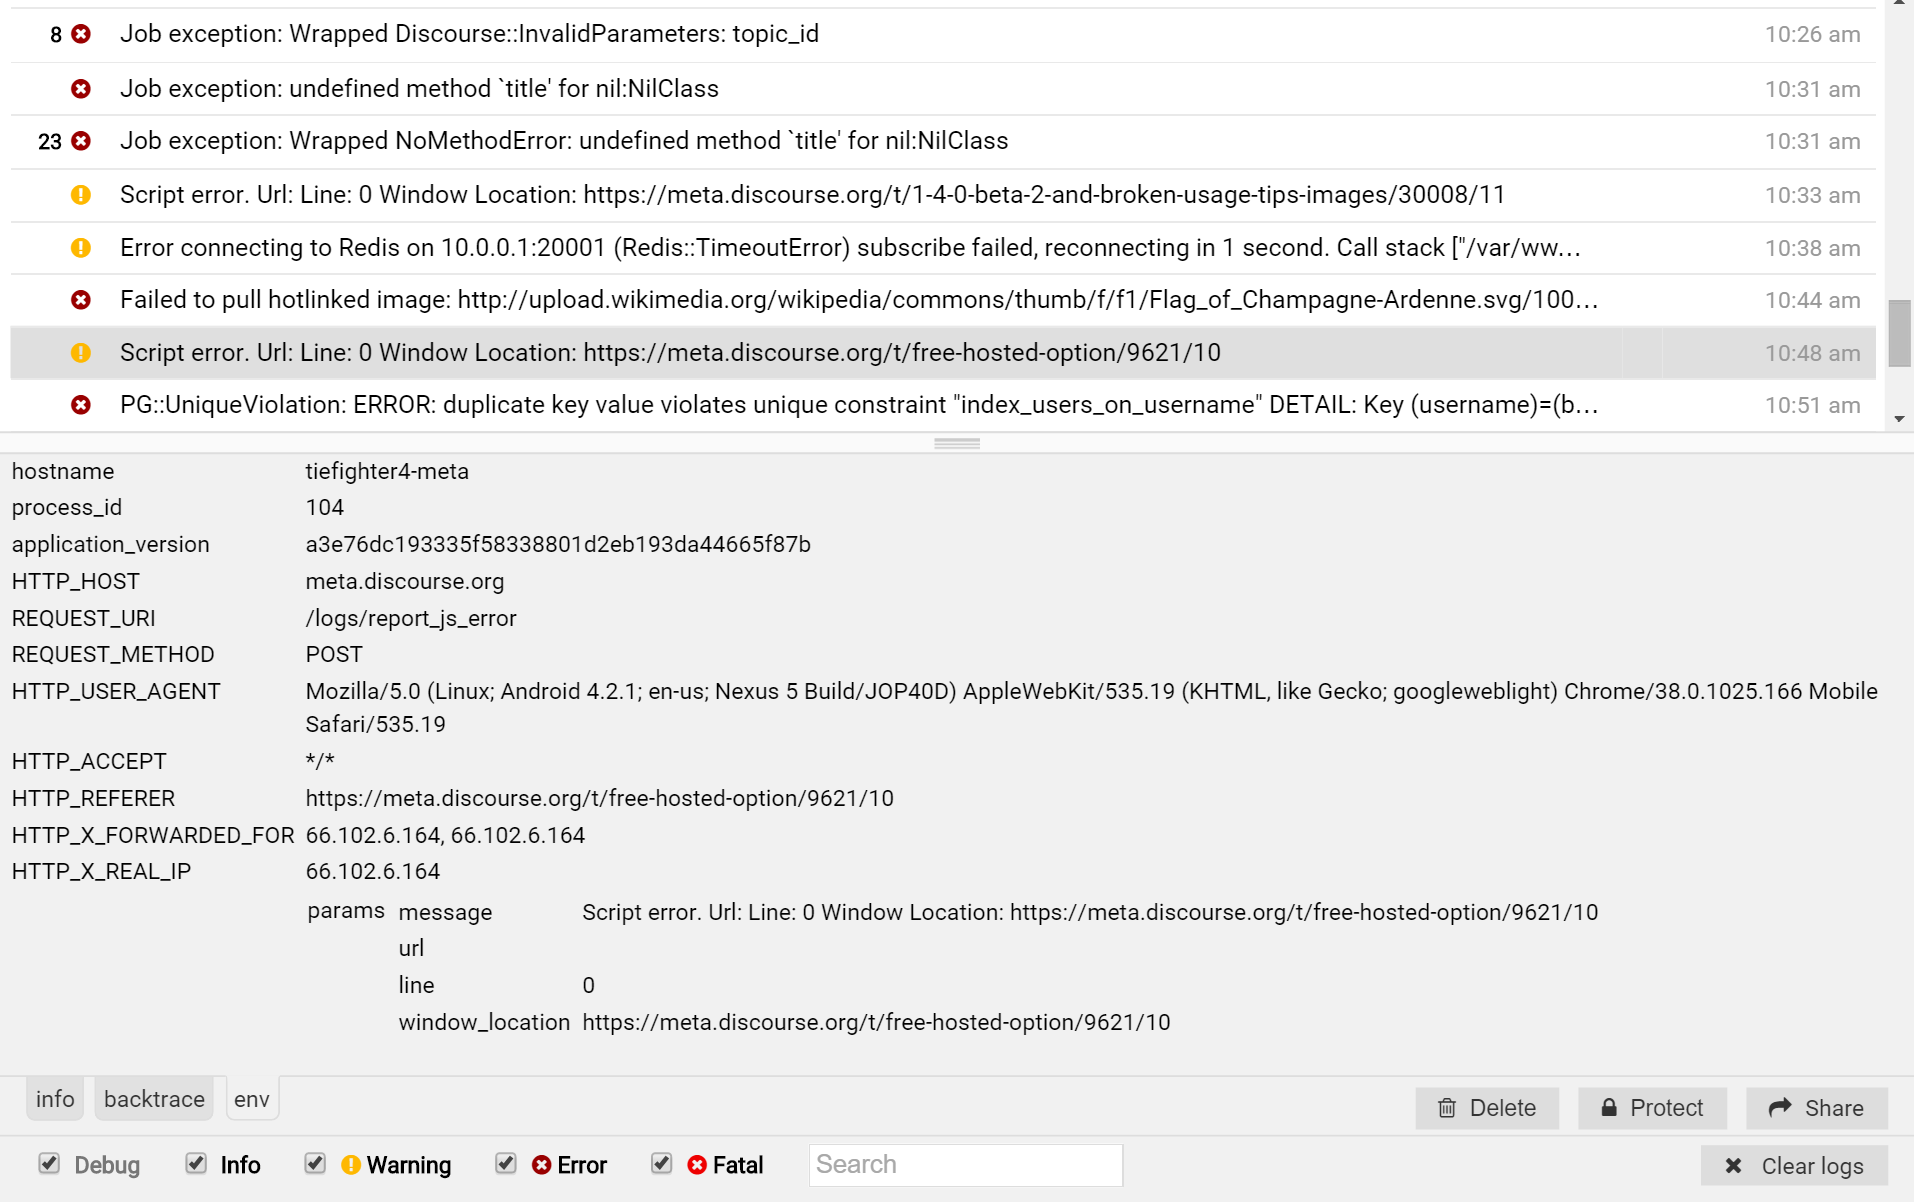 8 Job exception: Wrapped Discourse::InvalidParameters: topic_id 10:26 am
Job exception: undefined method `title' for nil:NilClass 10:31 am
23 Job exception: Wrapped NoMethodError: undefined method `title' for nil:NilClass 10:31 am
Script error. Url: Line: 0 Window Location: https://meta.discourse.org/t/1-4-0-beta-2-and-broken-usage-tips-images/30008/11 10:33 am
Error connecting to Redis on 10.0.0.1:20001 (Redis::TimeoutError) subscribe failed, reconnecting in 1 second. Call stack ["/var/ww... 10:38 am
Failed to pull hotlinked image: http://upload.wikimedia.org/wikipedia/commons/thumb/f/f1/Flag_of_Champagne-Ardenne.svg/100... 10:44 am
Script error. Url: Line: 0 Window Location: https://meta.discourse.org/t/free-hosted-option/9621/10 10:48 am
PG::UniqueViolation: ERROR: duplicate key value violates unique constraint "index_users_on_username" DETAIL: Key (username)=(b... 10:51 am
hostname tiefighter4-meta
process_id 104
application_version a3e76dc193335f58338801d2eb193da44665f87b
HTTP_HOST meta.discourse.org
REQUEST_URI /logs/report_js_error
REQUEST_METHOD POST
HTTP_USER_AGENT Mozilla/5.0 (Linux; Android 4.2.1; en-us; Nexus 5 Build/JOP40D) AppleWebKit/535.19 (KHTML, like Gecko; googleweblight) Chrome/38.0.1025.166 Mobile
Safari/535.19
HTTP_ACCEPT */*
HTTP_REFERER https://meta.discourse.org/t/free-hosted-option/9621/10
HTTP_X_FORWARDED_FOR 66.102.6.164, 66.102.6.164
HTTP_X_REAL_IP 66.102.6.164
params message Script error. Url: Line: 0 Window Location: https://meta.discourse.org/t/free-hosted-option/9621/10
url
line 0
window_location https://meta.discourse.org/t/free-hosted-option/9621/10
info backtrace env Delete Protect Share
Debug Info Warning Error Fatal Search Clear logs